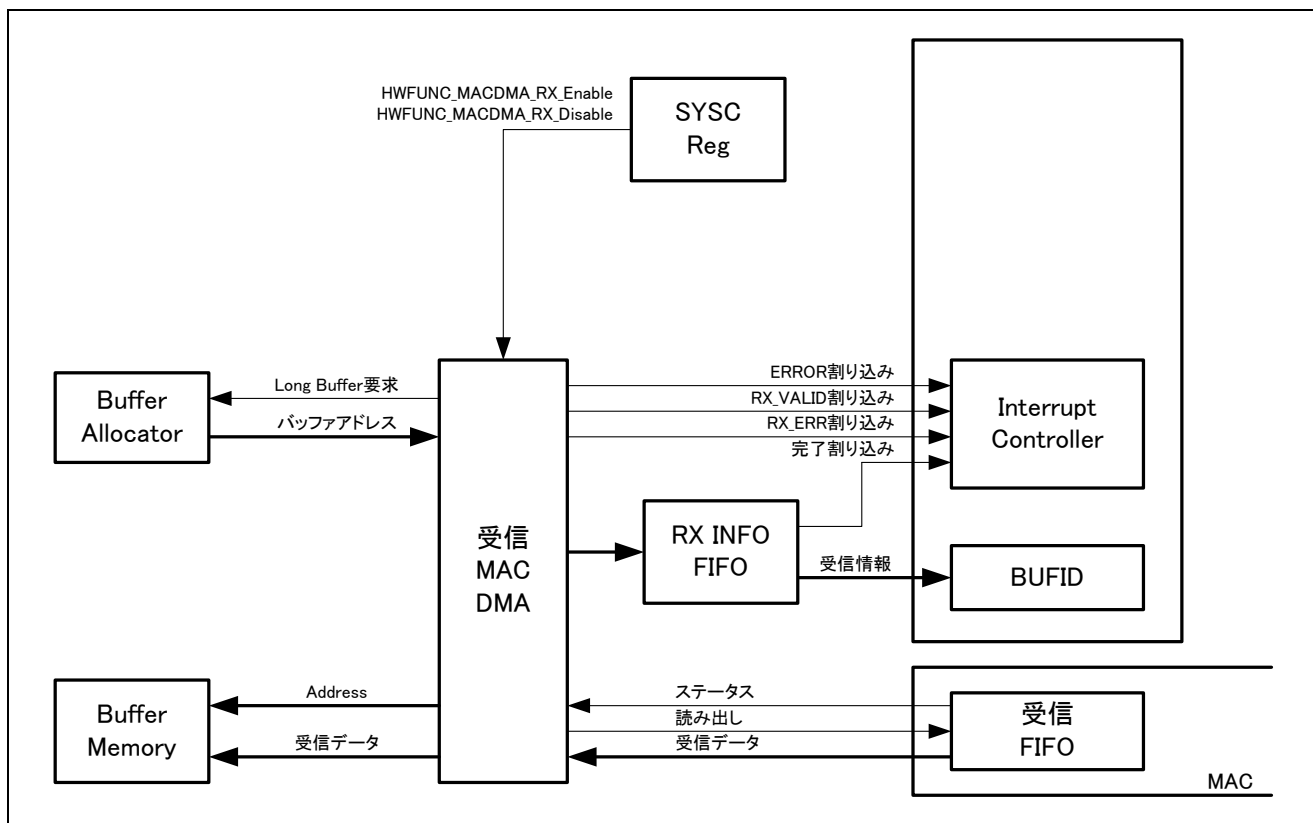 HWFUNC_MACDMA_RX_Enable
HWFUNC_MACDMA_RX_Disable
SYSC
Reg
Buffer
Allocator
Long Buffer要求
バッファアドレス
受信
MAC
DMA
ERROR割り込み
RX_VALID割り込み
RX_ERR割り込み
完了割り込み
Interrupt
Controller
RX INFO
FIFO
受信情報
BUFID
Buffer
Memory
Address
受信データ
ステータス
読み出し
受信データ
受信
FIFO
MAC